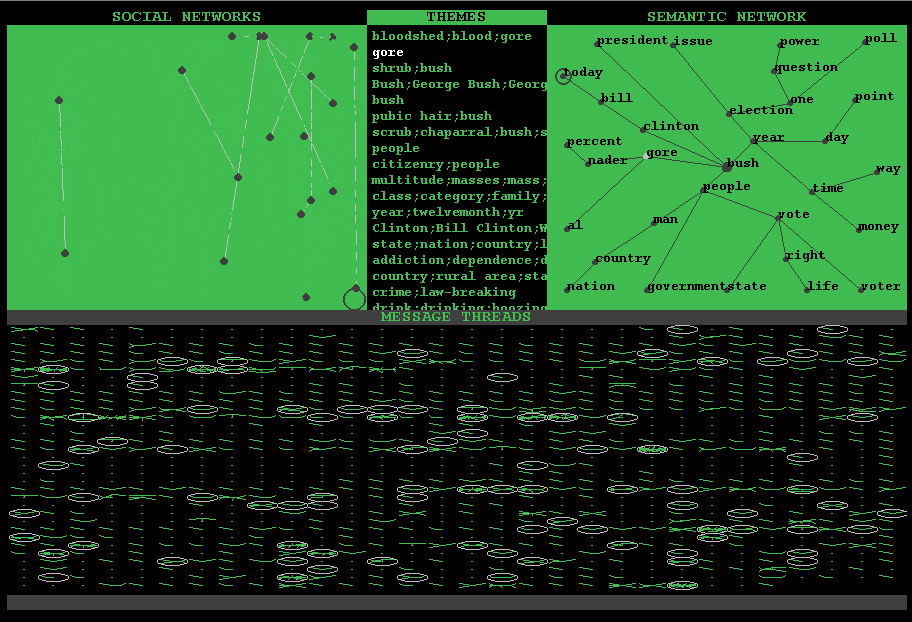 SOCIAL NETWORKS
THEMES
SEMANTIC NETWORK
bloodshed;blood;gore
gore
shrub;bush
Bush;George Bush;Georg
bush
pubic hair;bush
scrub;chaparral;bush;s
people
citizenry;people
multitude;masses;mass;
class;category;family;
year;twelvemonth;yr
Clinton;Bill Clinton;W
state;nation;country;l
addiction;dependence;d
country;rural area;sta
crime;law-breaking
drink;drinking;boozing
president
issue
power
poll
today
question
bill
one
point
election
clinton
year
day
percent
gore
nader
bush
way
people
time
al
man
vote
money
country
right
nation
government
state
life
voter
MESSAGE THREADS